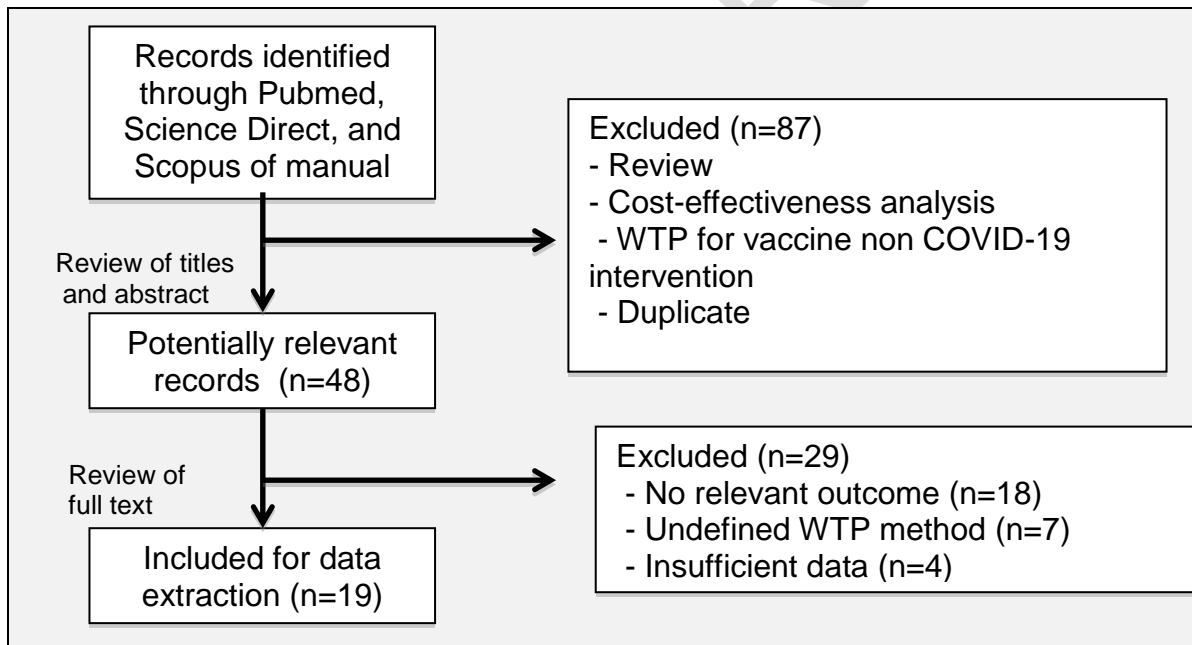 Records identified
through Pubmed,
Science Direct, and
Scopus of manual
Excluded (n=87)
- Review
- Cost-effectiveness analysis
- WTP for vaccine non COVID-19
intervention
- Duplicate
Review of titles
and abstract
Potentially relevant
records (n=48)
Excluded (n=29)
- No relevant outcome (n=18)
- Undefined WTP method (n=7)
- Insufficient data (n=4)
Review of
full text
Included for data
extraction (n=19)